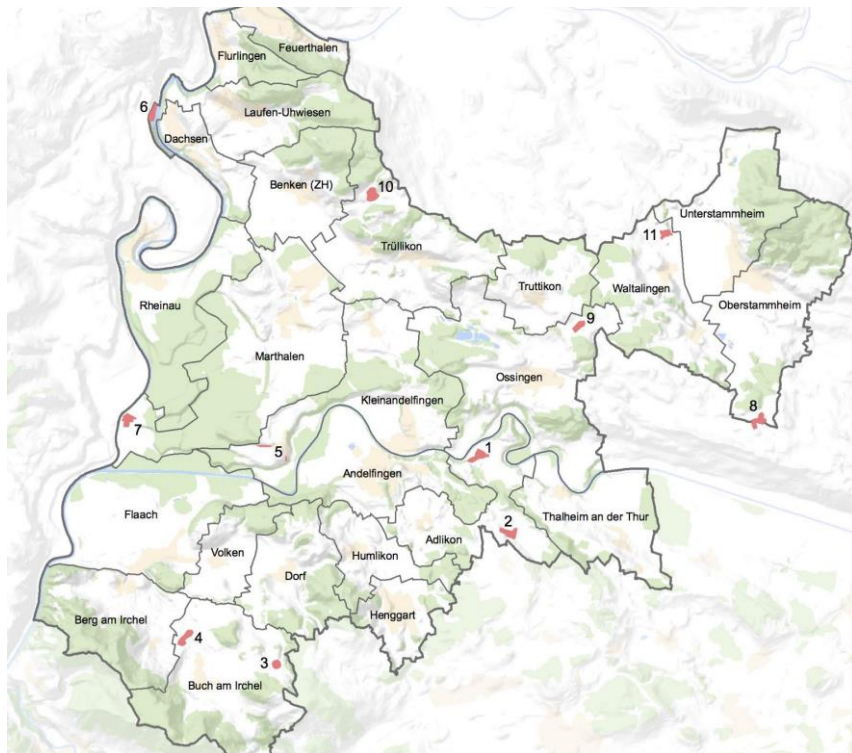 Feuerthalen
Flurlingen
6
Laufen-Uhwiesen
Dachsen
Benken (ZH)
10
Unterstammheim
11
Trüllikon
Truttikon
Waltalingen
Rheinau
Oberstammheim
9
Marthalen
Ossingen
Kleinandelfingen
8
7
5
1
Andelfingen
Flaach
Thalheim an der Thur
2
Adlikon
Volken
Humlikon
Dorf
Henggart
Berg am Irchel
4
3
Buch am Irchel